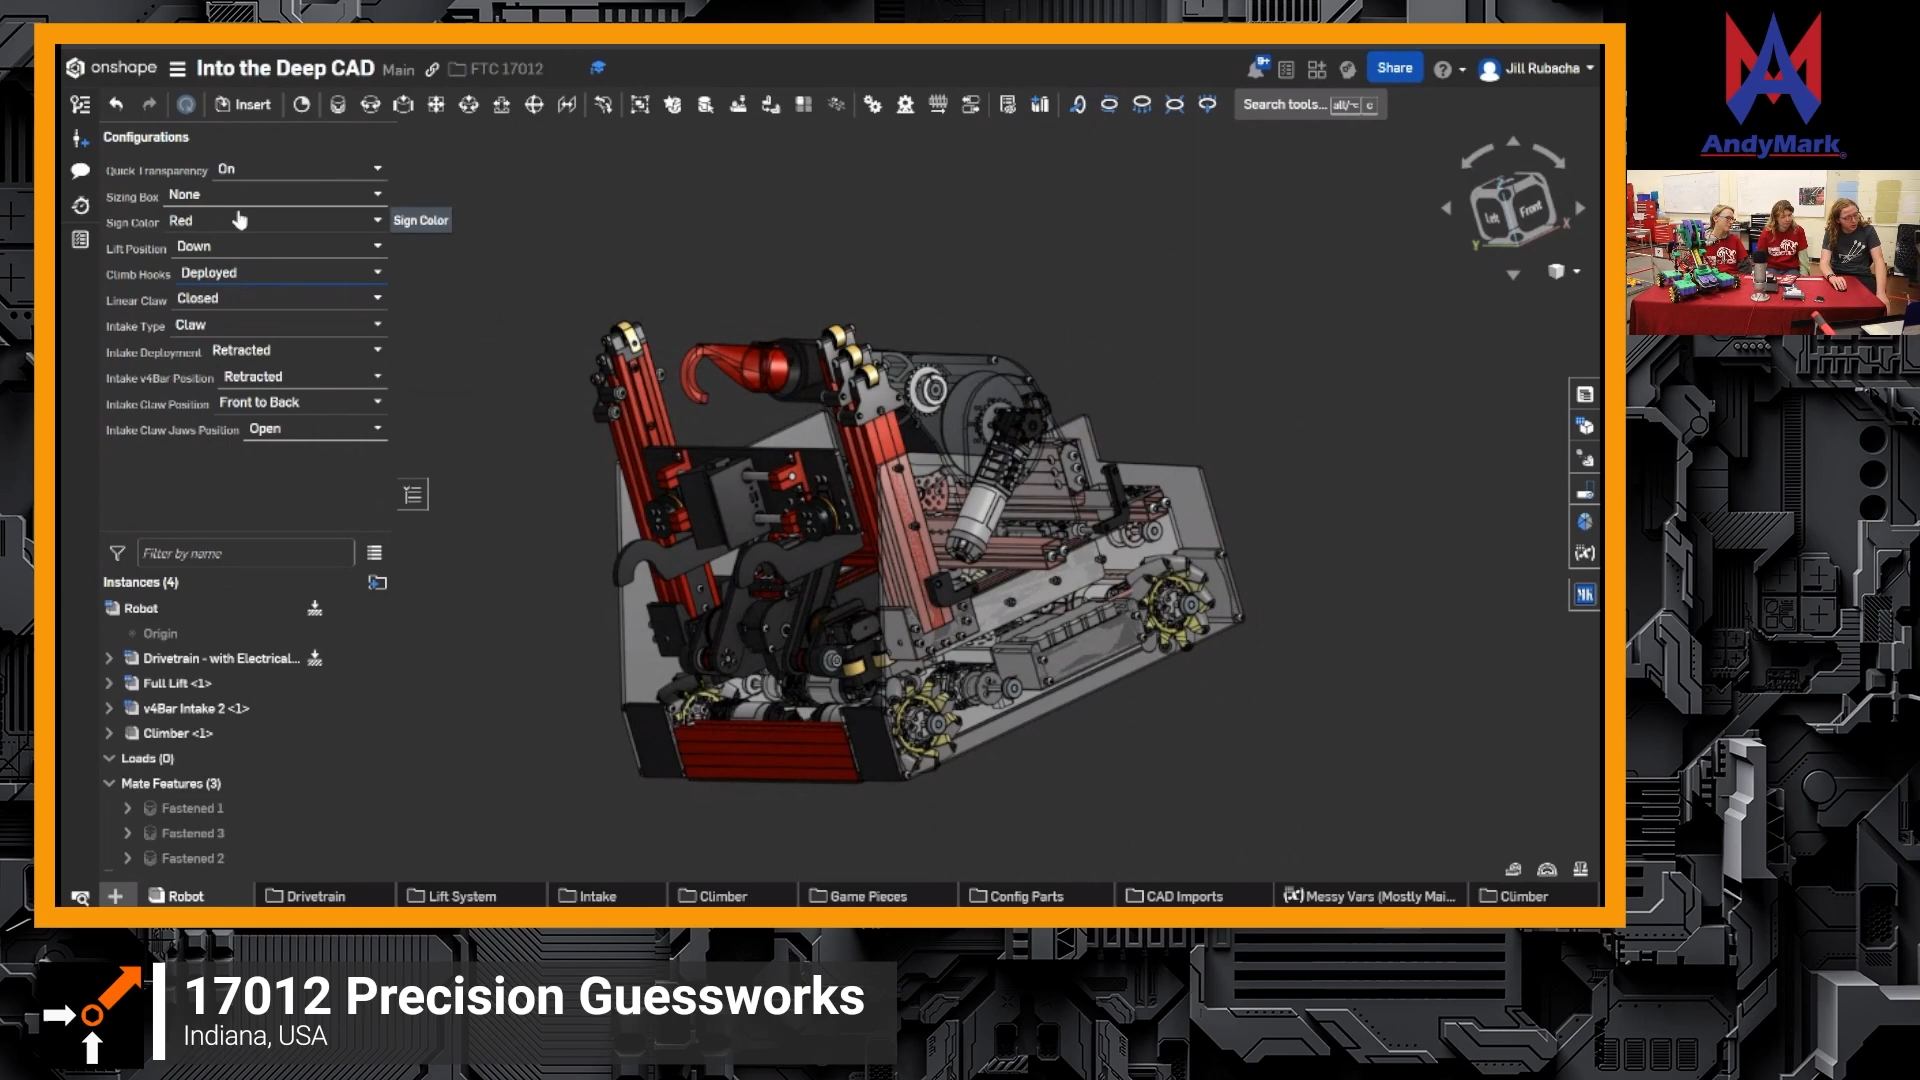 onshape
Into the Deep CAD
Main
FTC 17012
9+
Share
Jill Rubacha
Insert
Search tools...
alt/⌥
c
Configurations
Quick Transparency On
Sizing Box None
Sign Color Red
Sign Color
Lift Position Down
Climb Hooks Deployed
Linear Claw Closed
Intake Type Claw
Intake Deployment Retracted
Intake v4Bar Position Retracted
Intake Claw Position Front to Back
Intake Claw Jaws Position Open
Filter by name
Instances (4)
Robot
Origin
Drivetrain - with Electrical...
Full Lift <1>
v4Bar Intake 2 <1>
Climber <1>
Loads (0)
Mate Features (3)
Fastened 1
Fastened 3
Fastened 2
Robot
Drivetrain
Lift System
Intake
Climber
Game Pieces
Config Parts
CAD Imports
(x) Messy Vars (Mostly Mai...
Climber
Left
Front
Z
X
Y
(x)
MK
AndyMark
17012 Precision Guessworks
Indiana, USA